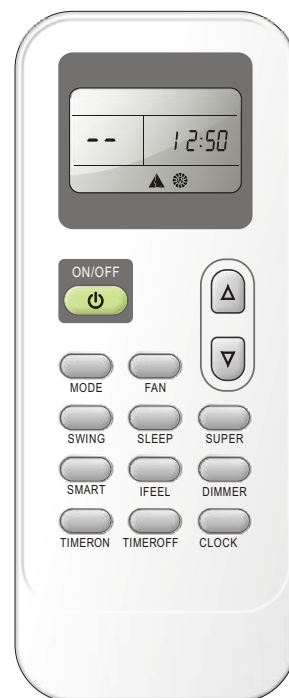 -- 12:50
ON/OFF
MODE FAN
SWING SLEEP SUPER
SMART IFEEL DIMMER
TIMERON TIMEROFF CLOCK